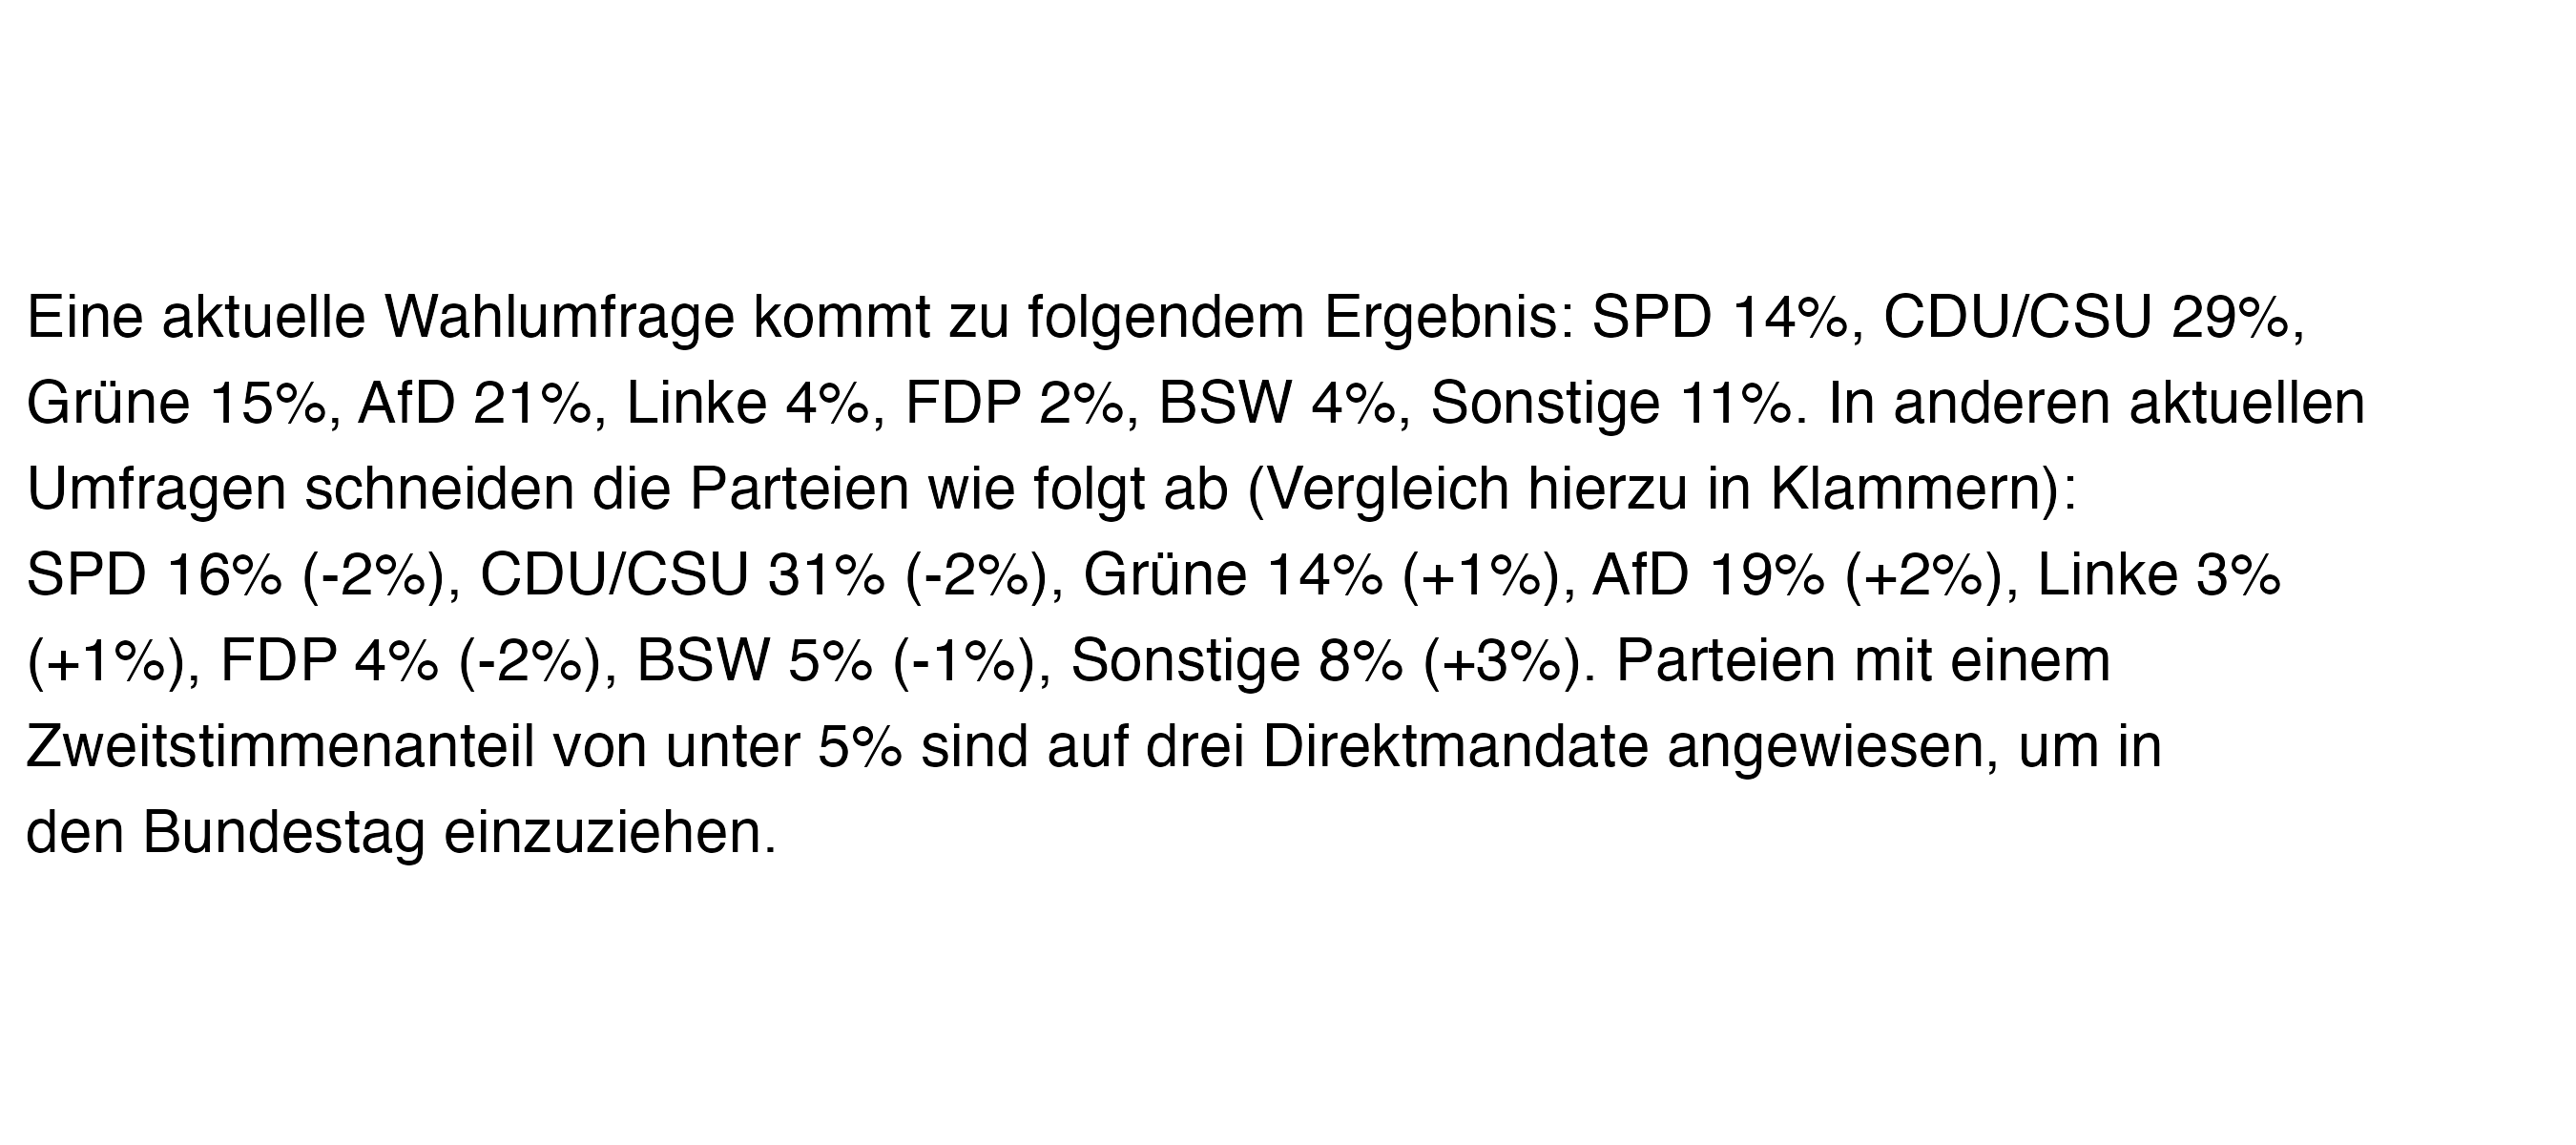 Eine aktuelle Wahlumfrage kommt zu folgendem Ergebnis: SPD 14%, CDU/CSU 29%,
Grüne 15%, AfD 21%, Linke 4%, FDP 2%, BSW 4%, Sonstige 11%. In anderen aktuellen
Umfragen schneiden die Parteien wie folgt ab (Vergleich hierzu in Klammern):
SPD 16% (-2%), CDU/CSU 31% (-2%), Grüne 14% (+1%), AfD 19% (+2%), Linke 3%
(+1%), FDP 4% (-2%), BSW 5% (-1%), Sonstige 8% (+3%). Parteien mit einem
Zweitstimmenanteil von unter 5% sind auf drei Direktmandate angewiesen, um in
den Bundestag einzuziehen.